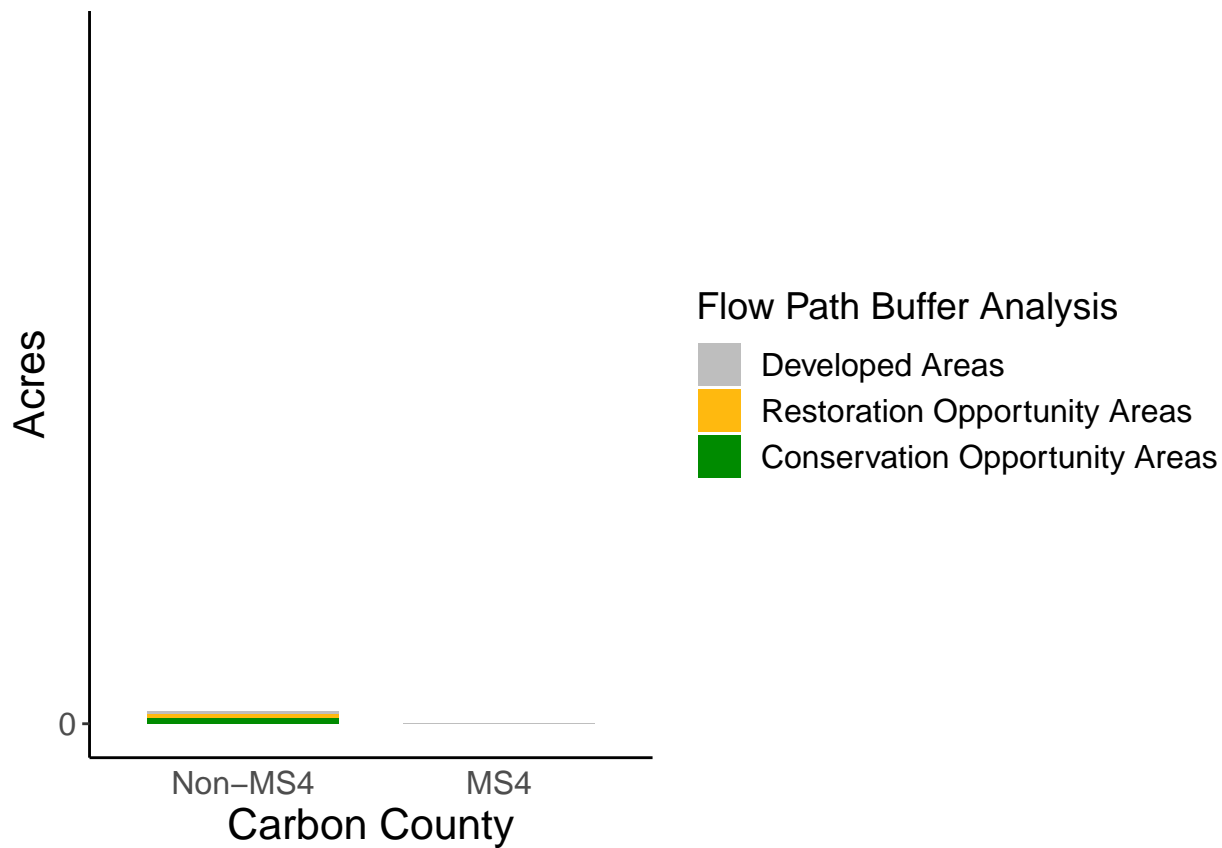 Acres
0
Non−MS4 MS4
Carbon County
Flow Path Buffer Analysis
Developed Areas
Restoration Opportunity Areas
Conservation Opportunity Areas